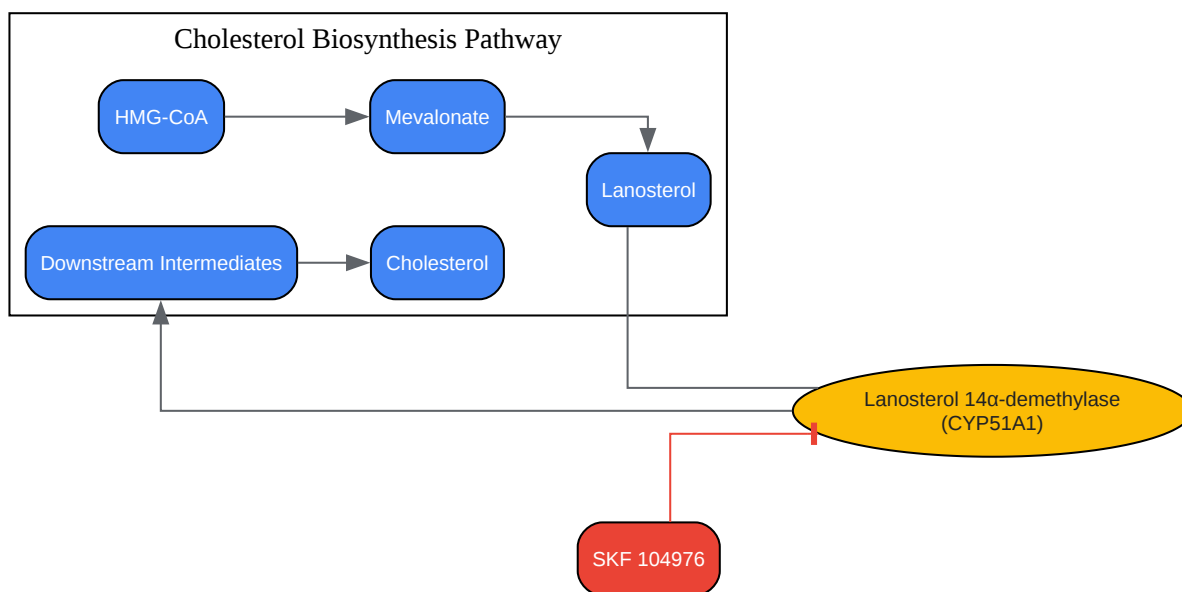 Cholesterol Biosynthesis Pathway
HMG-CoA
Mevalonate
Lanosterol
Downstream Intermediates
Cholesterol
Lanosterol 14α-demethylase
(CYP51A1)
SKF 104976